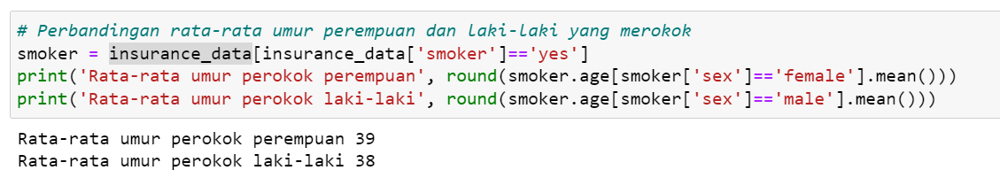 # Perbandingan rata-rata umur perempuan dan laki-laki yang merokok
smoker = insurance_data[insurance_data['smoker']=='yes']
print('Rata-rata umur perokok perempuan', round(smoker.age[smoker['sex']=='female'].mean()))
print('Rata-rata umur perokok laki-laki', round(smoker.age[smoker['sex']=='male'].mean()))
Rata-rata umur perokok perempuan 39
Rata-rata umur perokok laki-laki 38